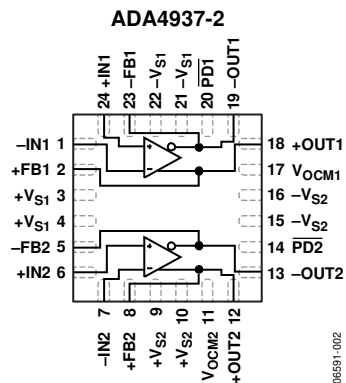 ADA4937-2
24 +IN1
23 –FB1
22 –VS1
21 –VS1
20 PD1
19 –OUT1
–IN1 1
+FB1 2
+VS1 3
+VS1 4
–FB2 5
+IN2 6
18 +OUT1
17 VOCM1
16 –VS2
15 –VS2
14 PD2
13 –OUT2
–IN2 7
+FB2 8
+VS2 9
+VS2 10
VOCM2 11
+OUT2 12
06591-002